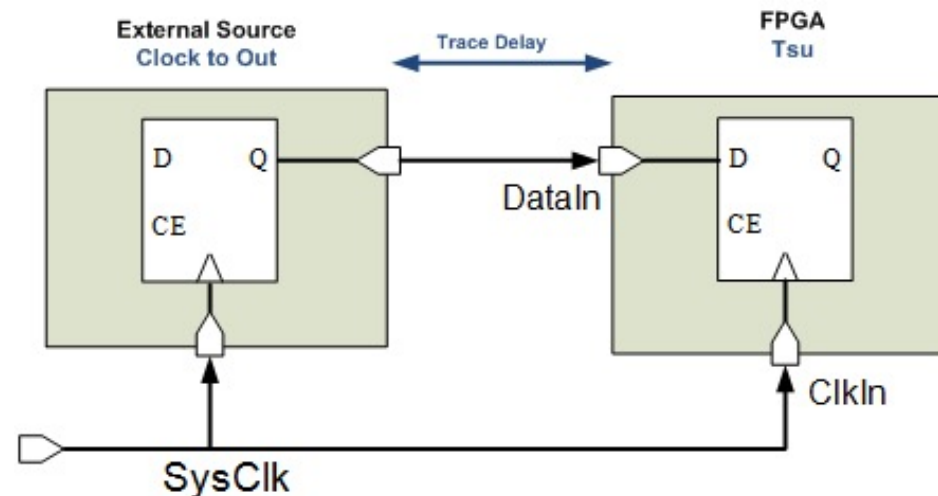 External Source
Clock to Out
Trace Delay
FPGA
Tsu
D Q
CE
DataIn
D Q
CE
ClkIn
SysClk